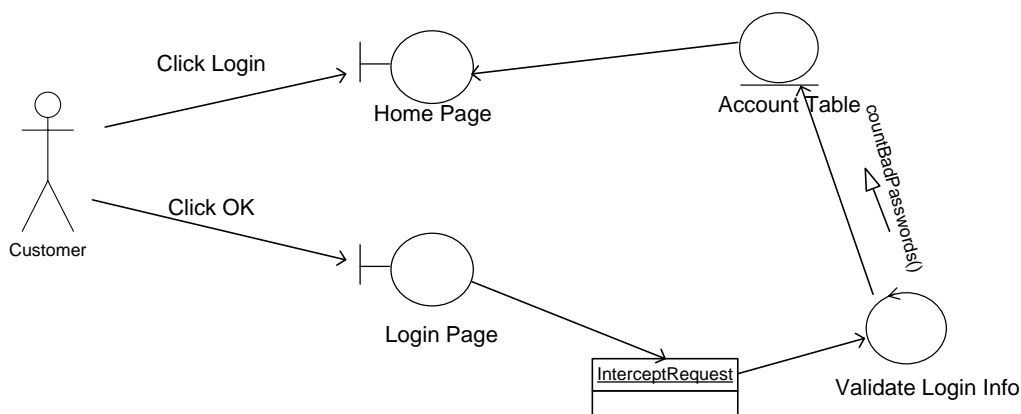 Click Login
Home Page
Account Table
countBadPasswords()
Customer
Click OK
Login Page
InterceptRequest
Validate Login Info